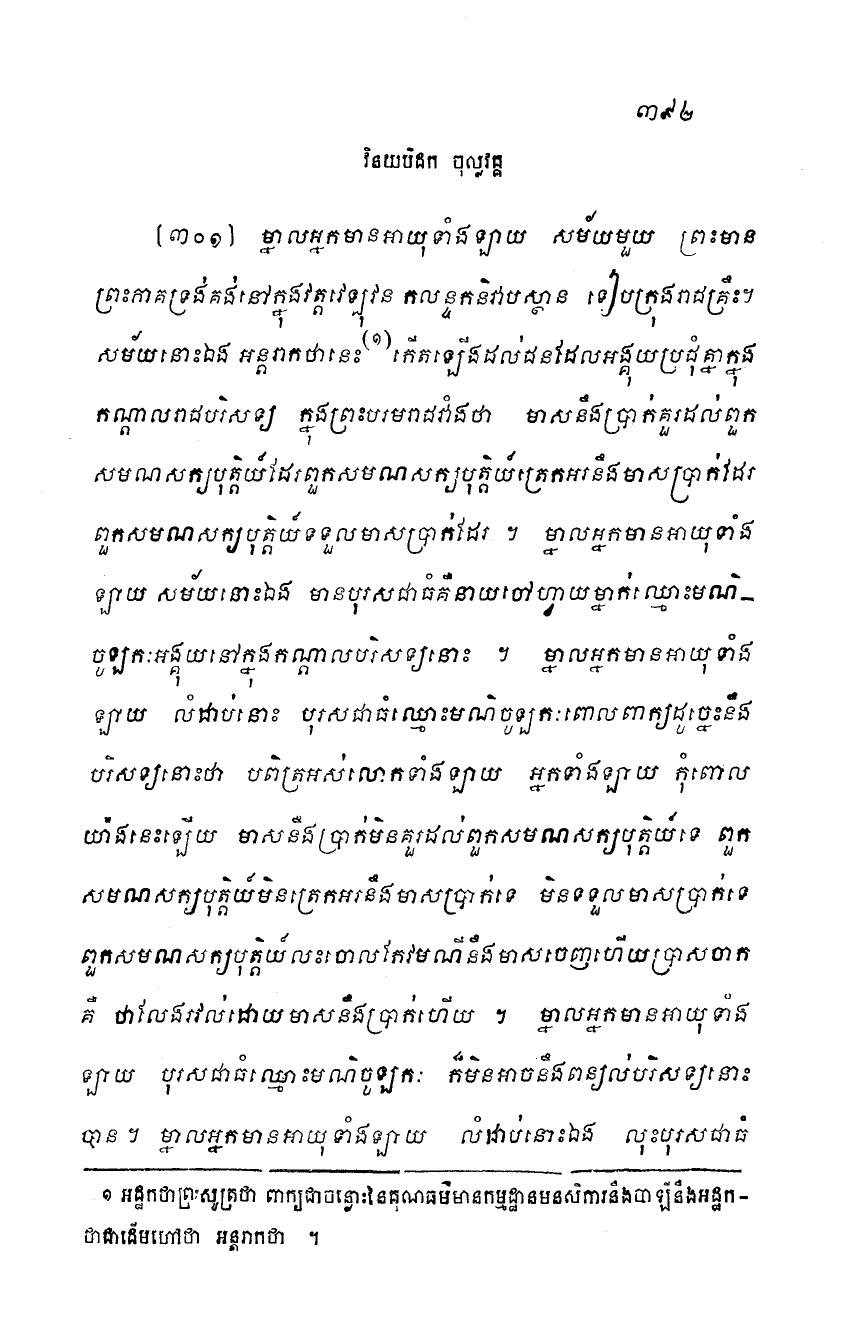 ៣៩៤
វិនយបិដក ចុល្លវគ្គ
[៣០១] ម្នាលអ្នកមានអាយុទាំងឡាយ សម័យមួយ ព្រះមាន
ព្រះភាគទ្រង់គង់នៅក្នុងវត្តវេឡុវន កលន្ទកនិវាបស្ថាន ទៀបក្រុងរាជគ្រឹះ។
សម័យនោះឯង អន្តរាកថានេះ(១)កើតឡើងដល់ជនដែលអង្គុយប្រជុំគ្នាក្នុង
កណ្តាលរាជបរិសទ្យ ក្នុងព្រះបរមរាជវាំងថា មាសនឹងប្រាក់គួរដល់ពួក
សមណសក្យបុត្តិយ៍ដែរពួកសមណសក្យបុត្តិយ៍ត្រេកអរនឹងមាសប្រាក់ដែរ
ពួកសមណសក្យបុត្តិយ៍ទទួលមាសប្រាក់ដែរ ។ ម្នាលអ្នកមានអាយុទាំង
ឡាយ សម័យនោះឯង មានបុរសជាធំគឺនាយចៅហ្វាយម្នាក់ឈ្មោះមណិ–
ចូឡកៈអង្គុយនៅក្នុងកណ្តាលបរិសទ្យនោះ ។ ម្នាលអ្នកមានអាយុទាំង
ឡាយ លំដាប់នោះ បុរសជាធំឈ្មោះមណិចូឡកៈពោលពាក្យដូច្នេះនឹង
បរិសទ្យនោះថា បពិត្រអស់លោកទាំងឡាយ អ្នកទាំងឡាយ កុំពោល
យ៉ាងនេះឡើយ មាសនឹងប្រាក់មិនគួរដល់ពួកសមណសក្យបុត្តិយ៍ទេ ពួក
សមណសក្យបុត្តិយ៍មិនត្រេកអរនឹងមាសប្រាក់ទេ មិនទទួលមាសប្រាក់ទេ
ពួកសមណសក្យបុត្តិយ៍លះចោលកែវមណីនឹងមាសចេញហើយប្រាសចាក
គឺ ថាលែងរវល់ដោយមាសនឹងប្រាក់ហើយ ។ ម្នាលអ្នកមានអាយុទាំង
ឡាយ បុរសជាធំឈ្មោះមណិចូឡកៈ ក៏មិនអាចនឹងពន្យល់បរិសទ្យនោះ
បាន ។ ម្នាលអ្នកមានអាយុទាំងឡាយ លំដាប់នោះឯង លុះបុរសជាធំ
១ អដ្ឋកថាព្រះសូត្រថា ពាក្យជាចន្លោះនៃគុណធម៌មានកម្មដ្ឋានមនសិការនឹងបាឡីនឹងអដ្ឋក–
ថាជាដើមហៅថា អន្តរាកថា ។